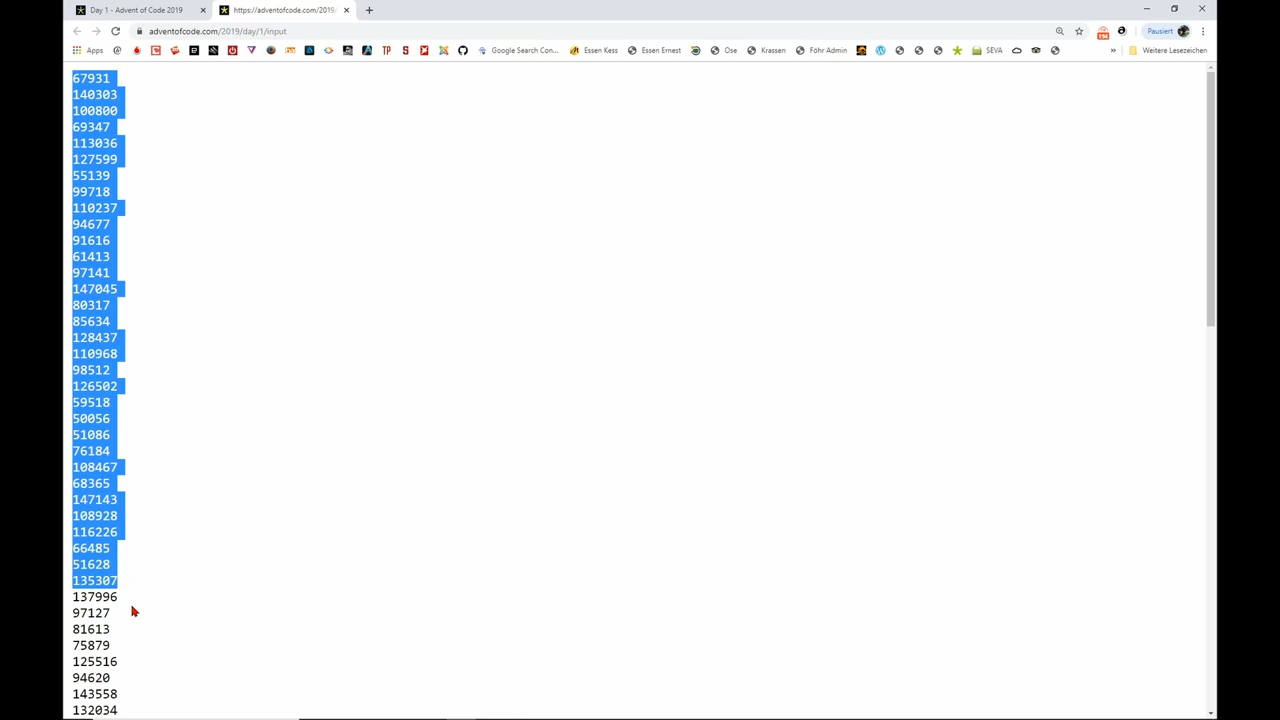 Day 1 - Advent of Code 2019
https://adventofcode.com/2019/
adventofcode.com/2019/day/1/input
Pausiert
Apps
TP
S
Google Search Con...
Essen Kess
Essen Ernest
Ose
Krassen
Föhr Admin
SEVA
»
Weitere Lesezeichen
67931
140303
100800
69347
113036
127599
55139
99718
110237
94677
91616
61413
97141
147045
80317
85634
128437
110968
98512
126502
59518
50056
51086
76184
108467
68365
147143
108928
116226
66485
51628
135307
137996
97127
81613
75879
125516
94620
143558
132034